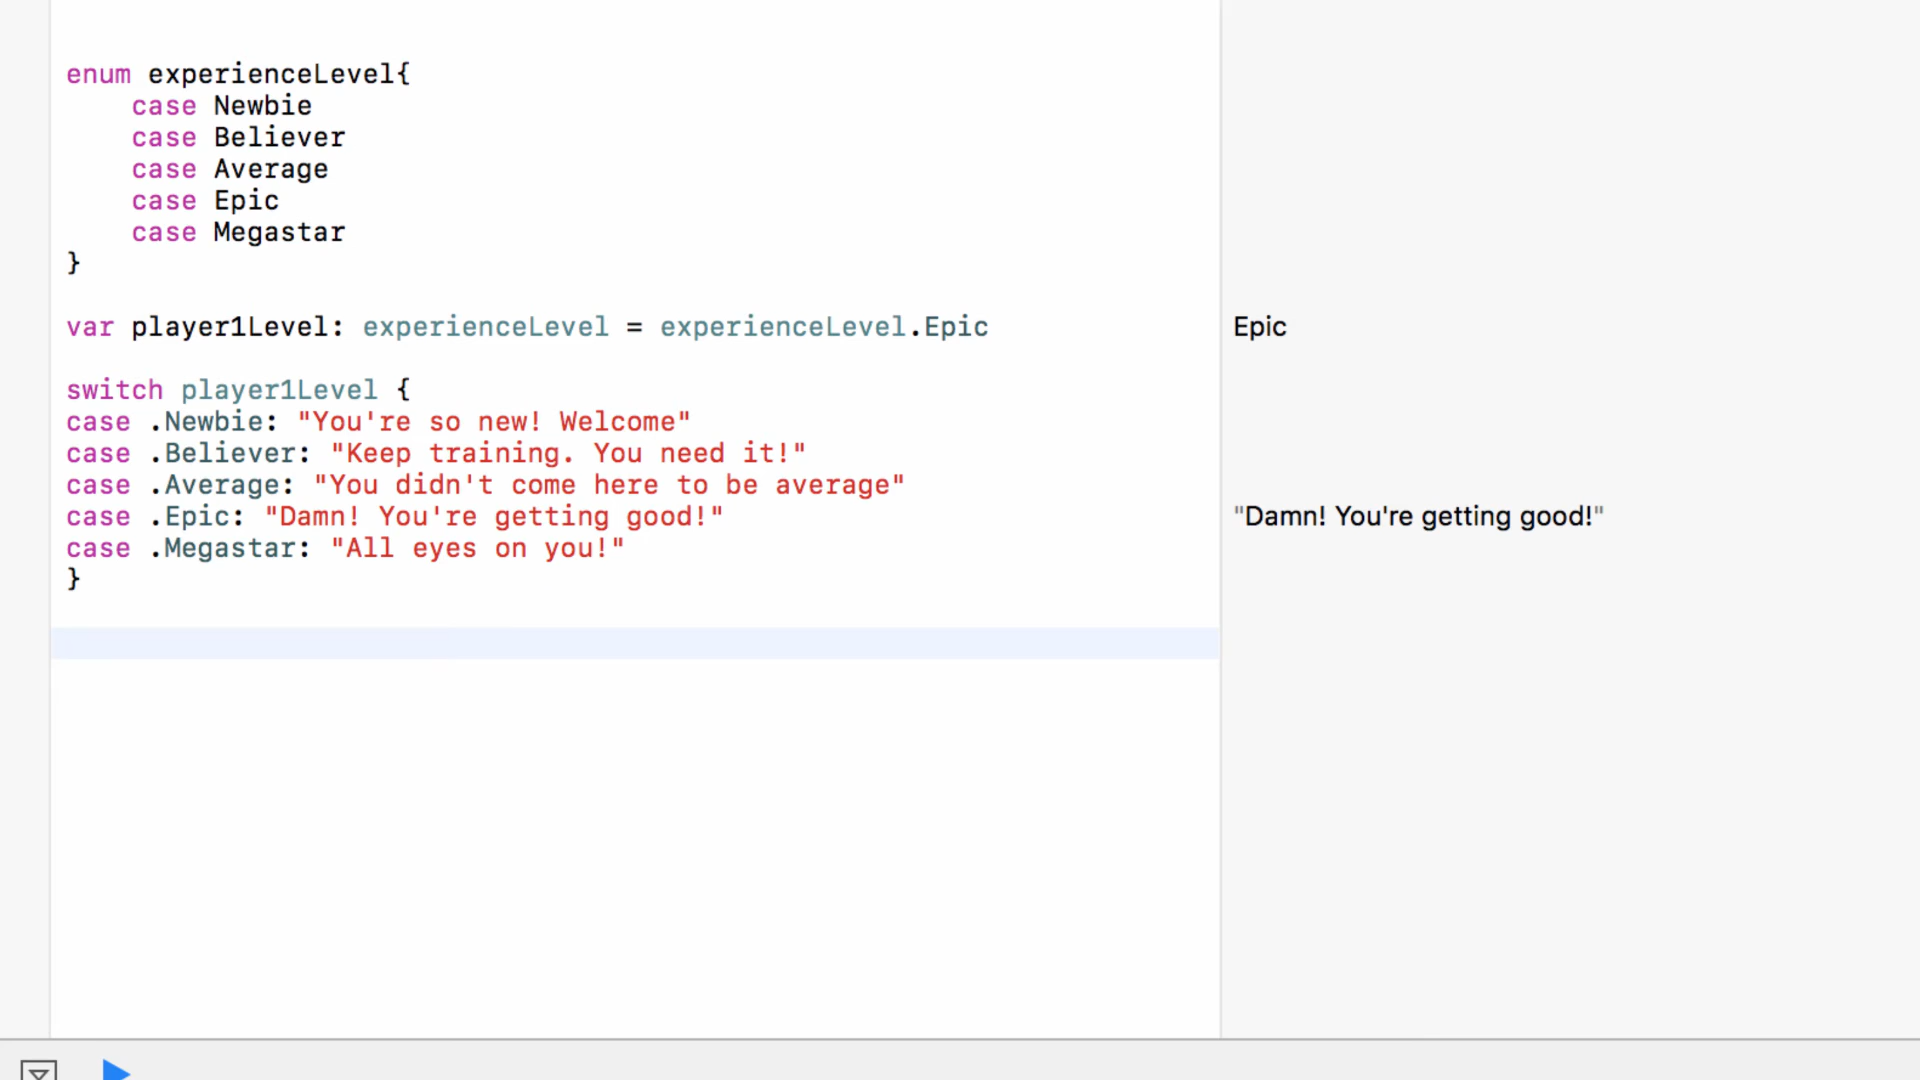 enum experienceLevel{
    case Newbie
    case Believer
    case Average
    case Epic
    case Megastar
}
var player1Level: experienceLevel = experienceLevel.Epic
Epic
switch player1Level {
case .Newbie: "You're so new! Welcome"
case .Believer: "Keep training. You need it!"
case .Average: "You didn't come here to be average"
case .Epic: "Damn! You're getting good!"
"Damn! You're getting good!"
case .Megastar: "All eyes on you!"
}